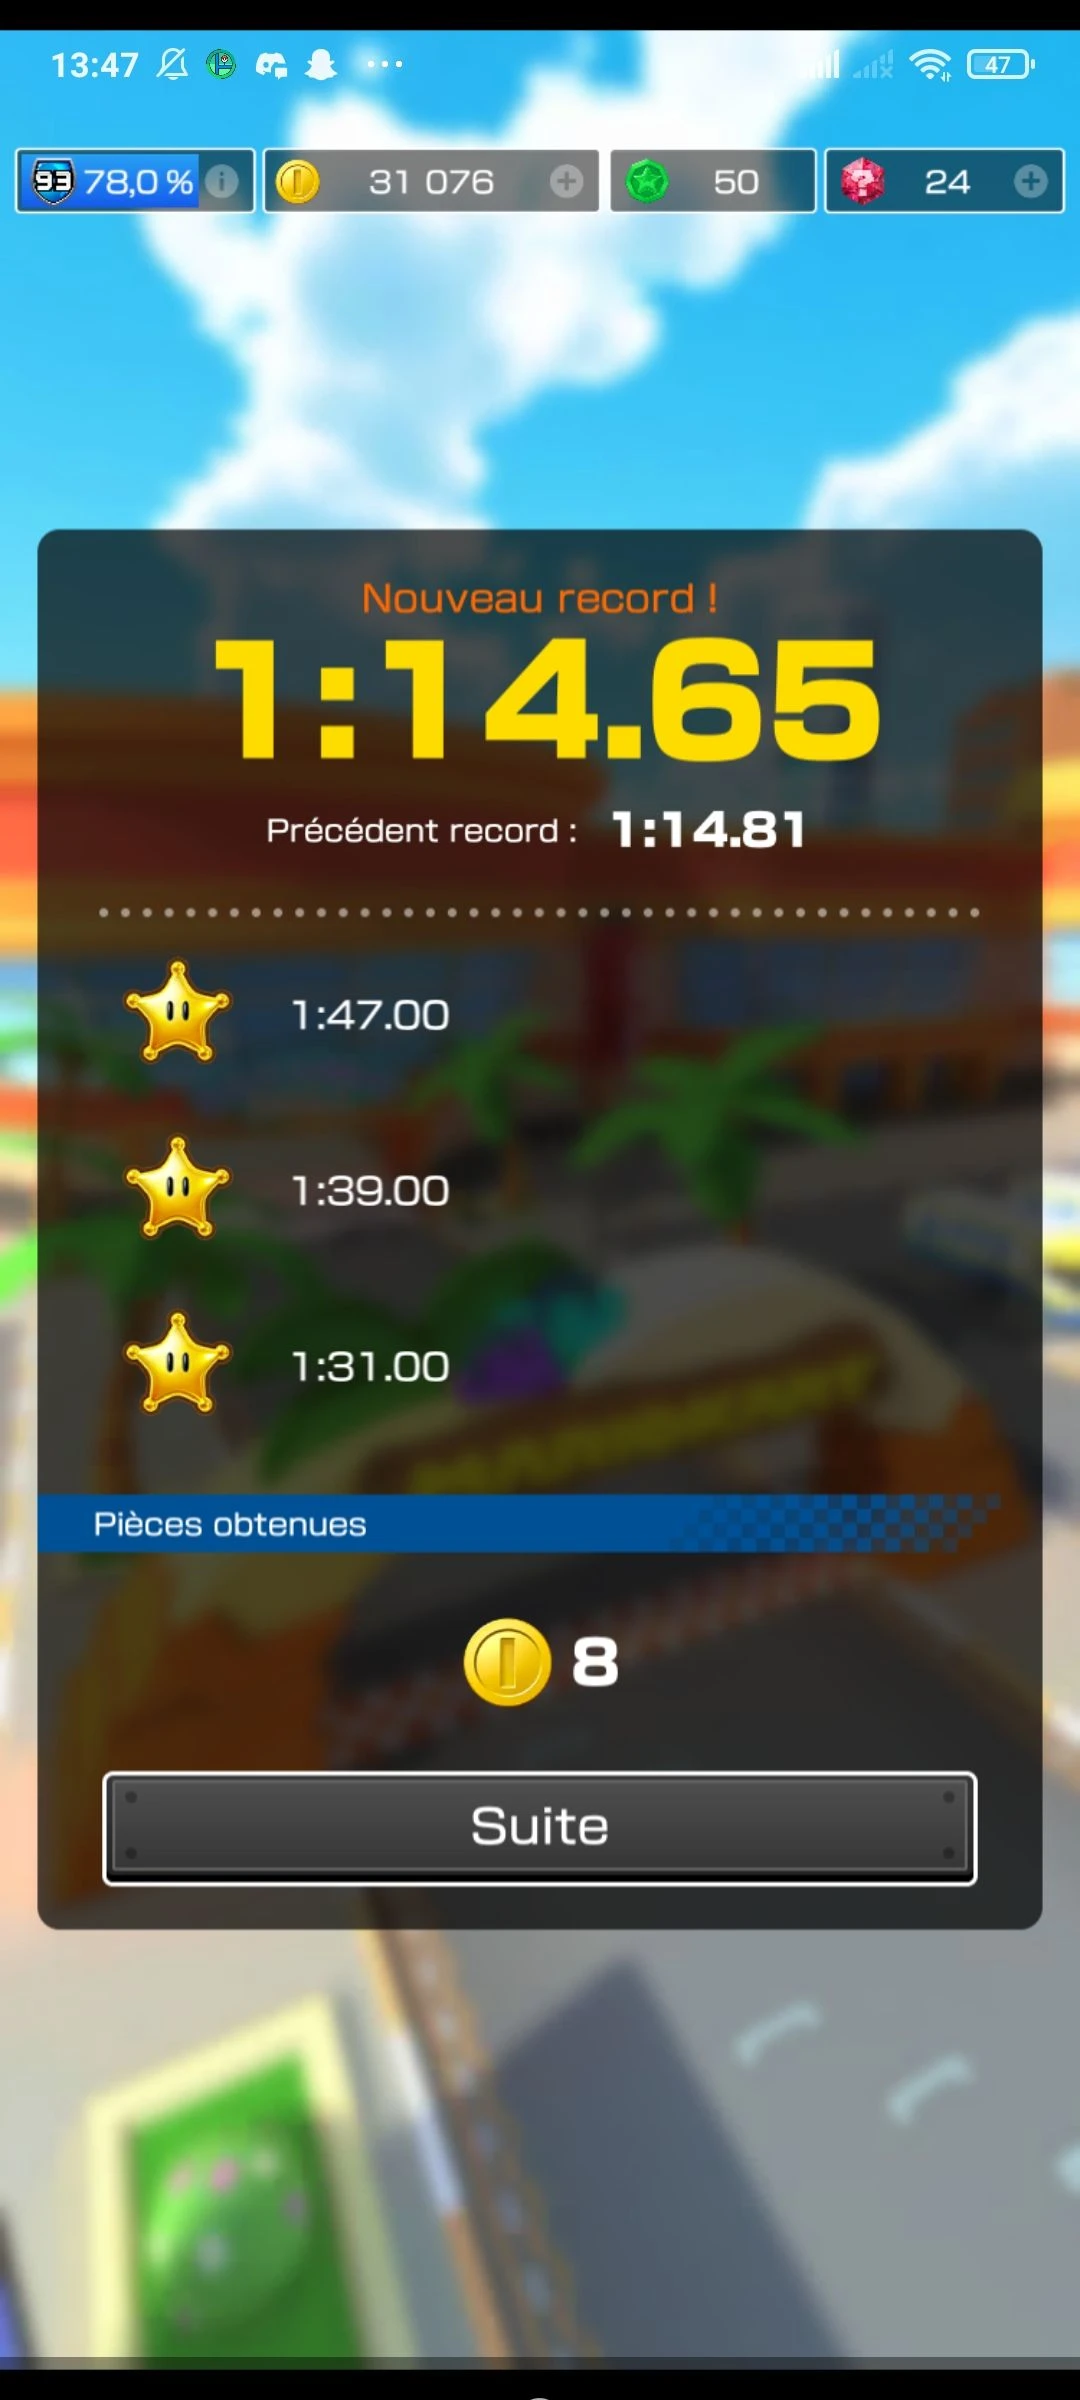 13:47
47
93 78,0 %
31 076
50
24
Nouveau record !
1:14.65
Précédent record : 1:14.81
1:47.00
1:39.00
1:31.00
Pièces obtenues
8
Suite